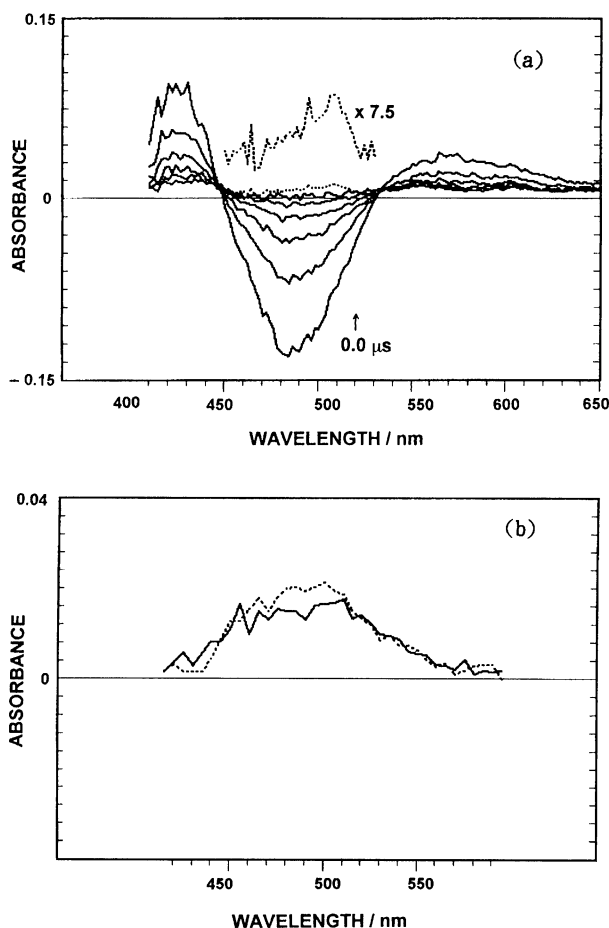 0.15
(a)
x 7.5
ABSORBANCE
0
0.0 µs
– 0.15
400
450
500
550
600
650
WAVELENGTH / nm
0.04
(b)
ABSORBANCE
0
450
500
550
WAVELENGTH / nm